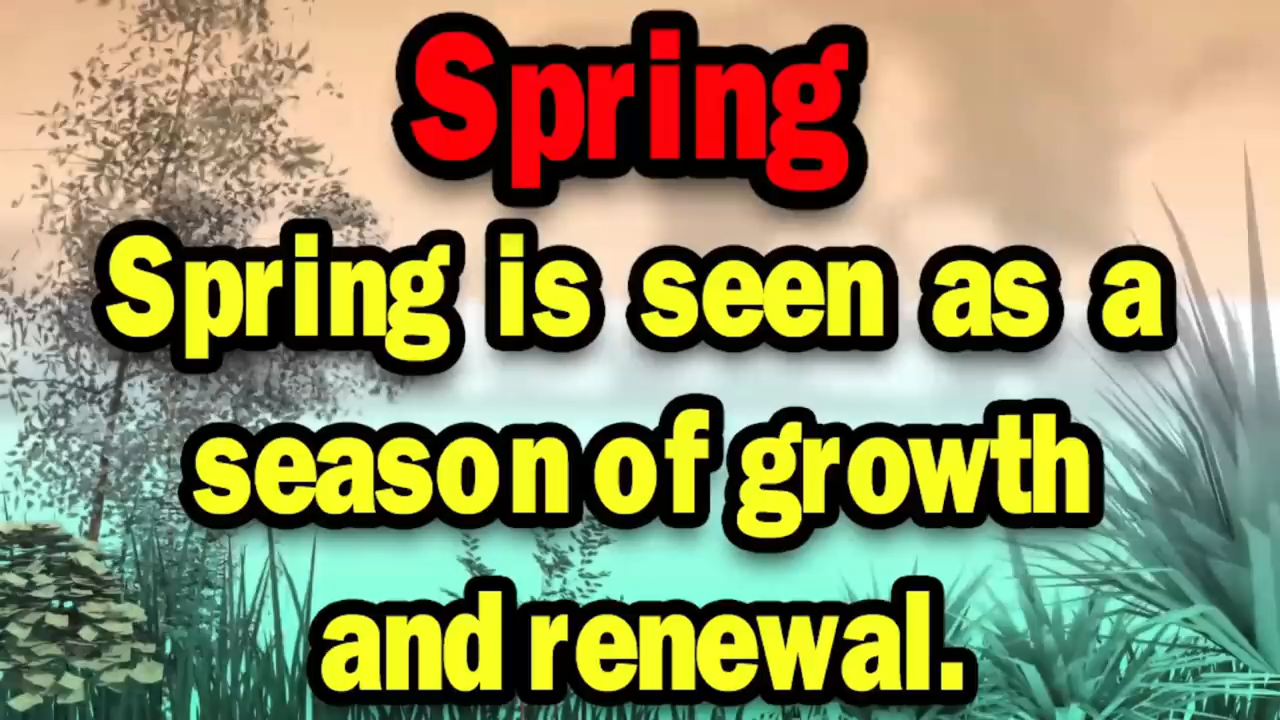 Spring
Spring is seen as a
season of growth
and renewal.